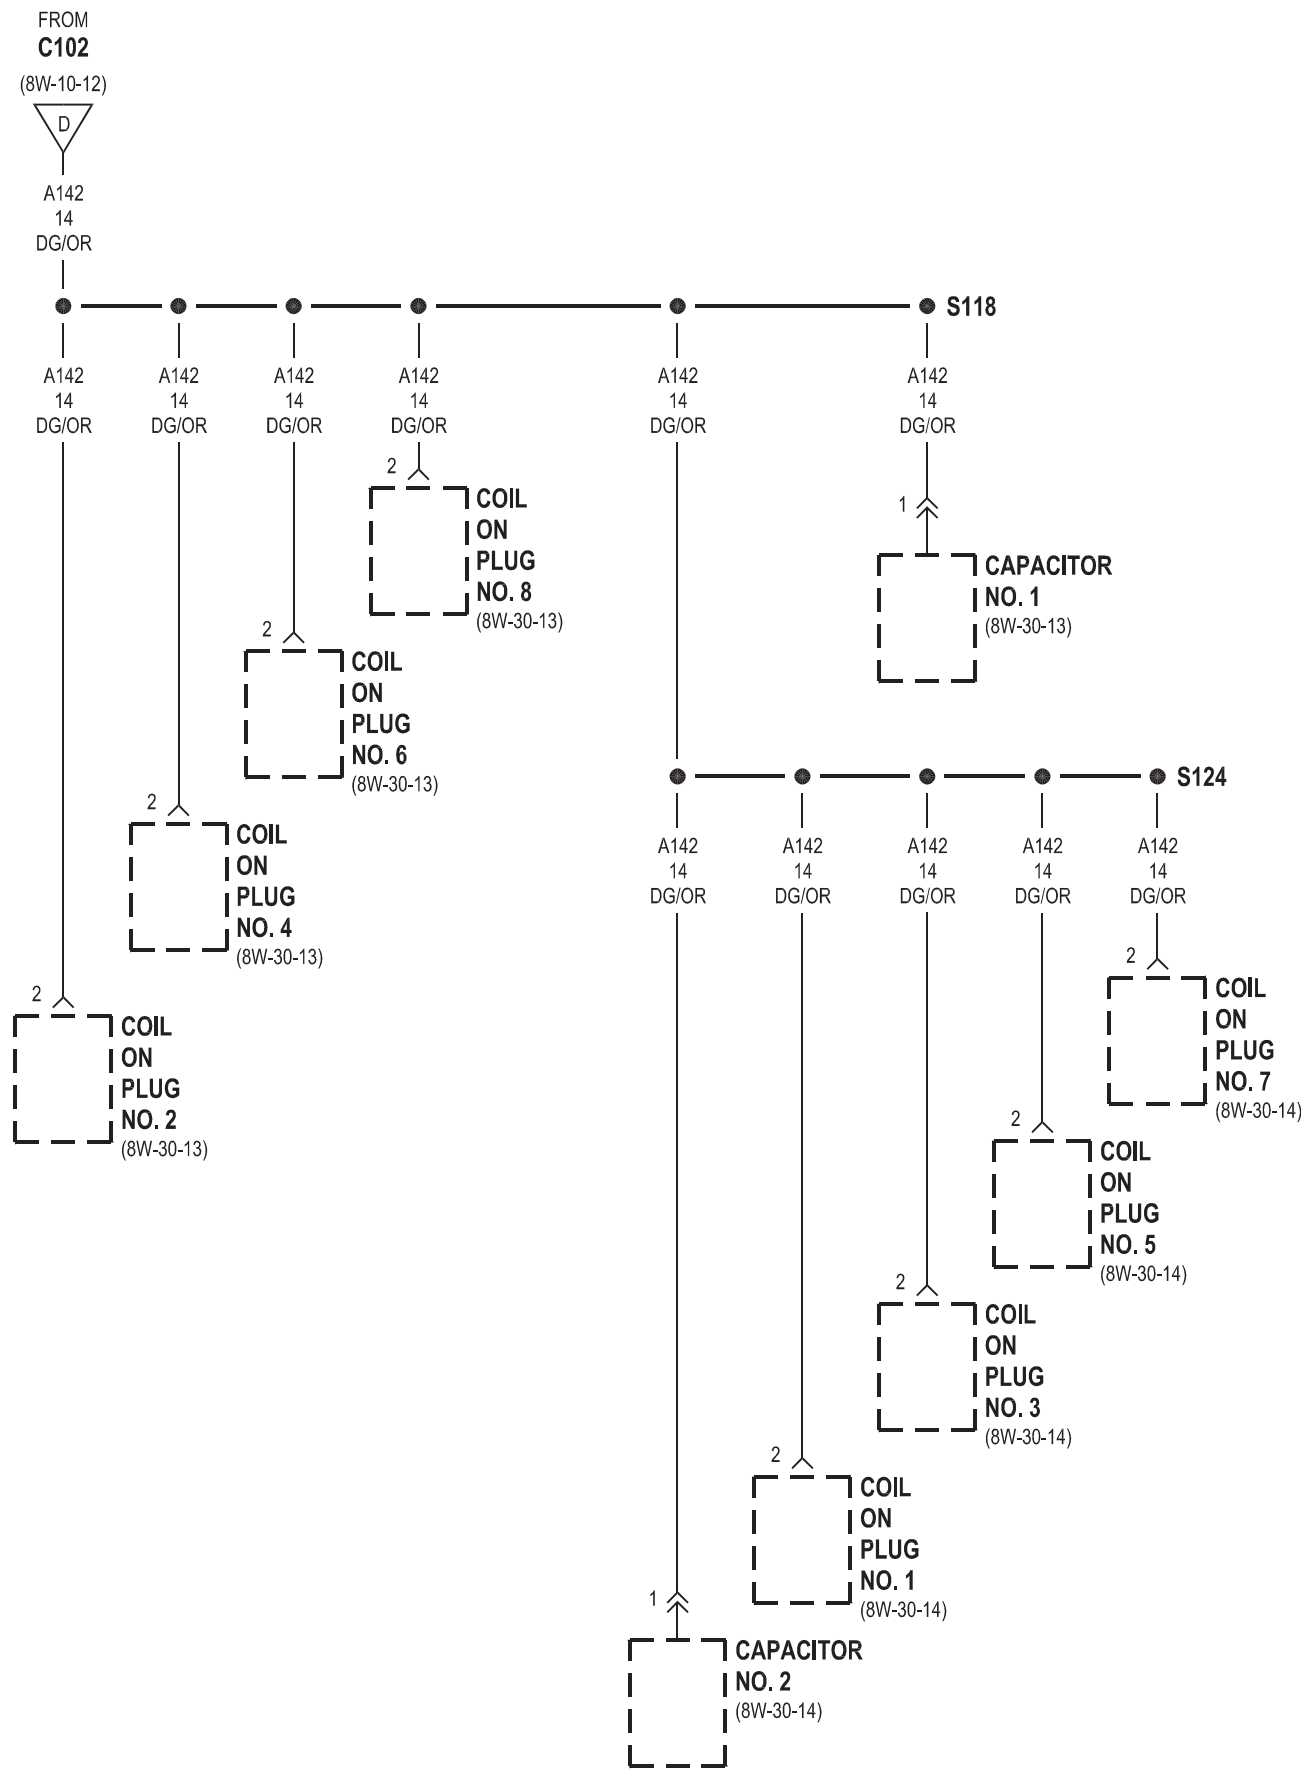 FROM
C102
(8W-10-12)
D
A142
14
DG/OR
S118
A142
14
DG/OR
A142
14
DG/OR
A142
14
DG/OR
A142
14
DG/OR
A142
14
DG/OR
A142
14
DG/OR
2
COIL
ON
PLUG
NO. 8
(8W-30-13)
1
CAPACITOR
NO. 1
(8W-30-13)
2
COIL
ON
PLUG
NO. 6
(8W-30-13)
S124
2
COIL
ON
PLUG
NO. 4
(8W-30-13)
A142
14
DG/OR
A142
14
DG/OR
A142
14
DG/OR
A142
14
DG/OR
A142
14
DG/OR
2
COIL
ON
PLUG
NO. 7
(8W-30-14)
2
COIL
ON
PLUG
NO. 2
(8W-30-13)
2
COIL
ON
PLUG
NO. 5
(8W-30-14)
2
COIL
ON
PLUG
NO. 3
(8W-30-14)
2
COIL
ON
PLUG
NO. 1
(8W-30-14)
1
CAPACITOR
NO. 2
(8W-30-14)